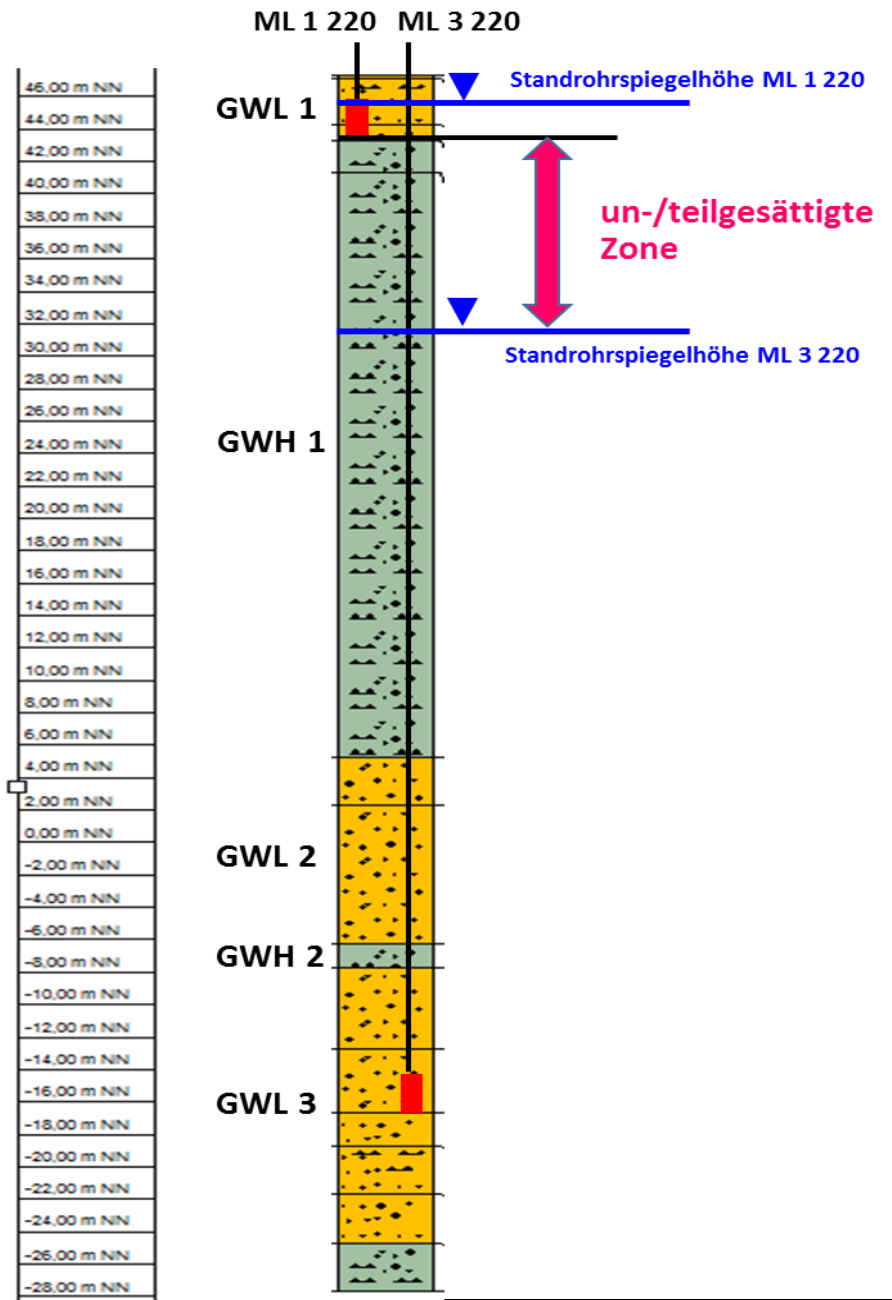 ML 1 220 ML 3 220
46,00 m NN
44,00 m NN
42,00 m NN
40,00 m NN
38,00 m NN
36,00 m NN
34,00 m NN
32,00 m NN
30,00 m NN
28,00 m NN
26,00 m NN
24,00 m NN
22,00 m NN
20,00 m NN
18,00 m NN
16,00 m NN
14,00 m NN
12,00 m NN
10,00 m NN
8,00 m NN
6,00 m NN
4,00 m NN
2,00 m NN
0,00 m NN
-2,00 m NN
-4,00 m NN
-6,00 m NN
-8,00 m NN
-10,00 m NN
-12,00 m NN
-14,00 m NN
-16,00 m NN
-18,00 m NN
-20,00 m NN
-22,00 m NN
-24,00 m NN
-26,00 m NN
-28,00 m NN
GWL 1
GWH 1
GWL 2
GWH 2
GWL 3
Standrohrspiegelhöhe ML 1 220
un-/teilgesättigte
Zone
Standrohrspiegelhöhe ML 3 220